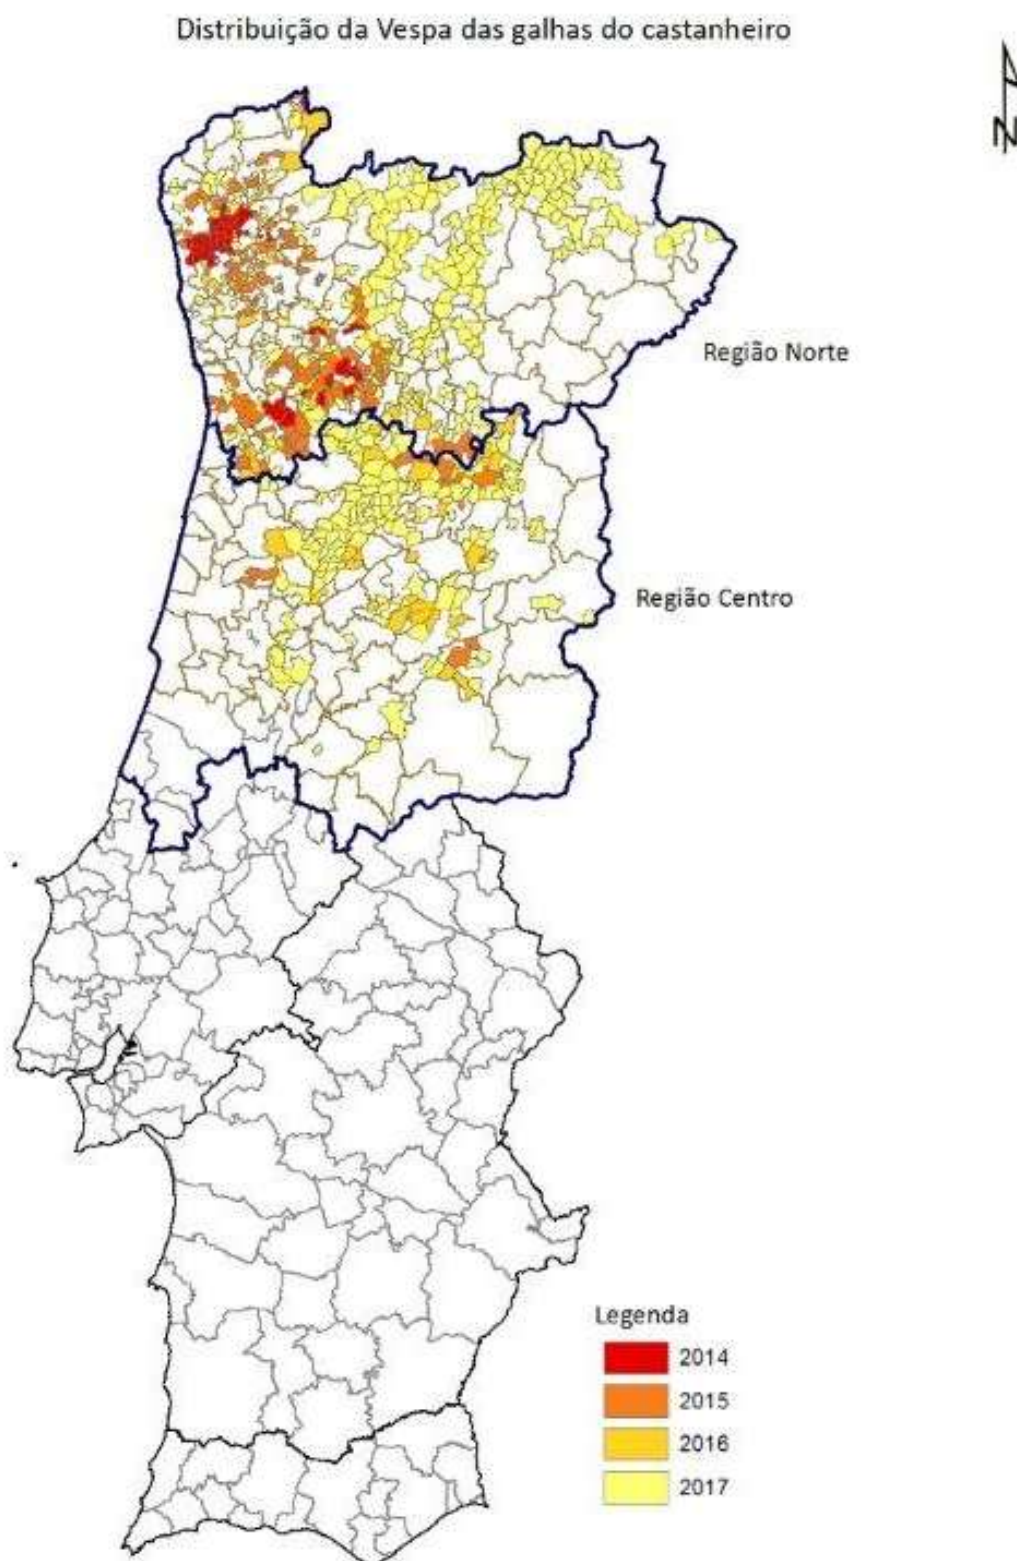 Distribuição da Vespa das galhas do castanheiro
N
Região Norte
Região Centro
Legenda
2014
2015
2016
2017